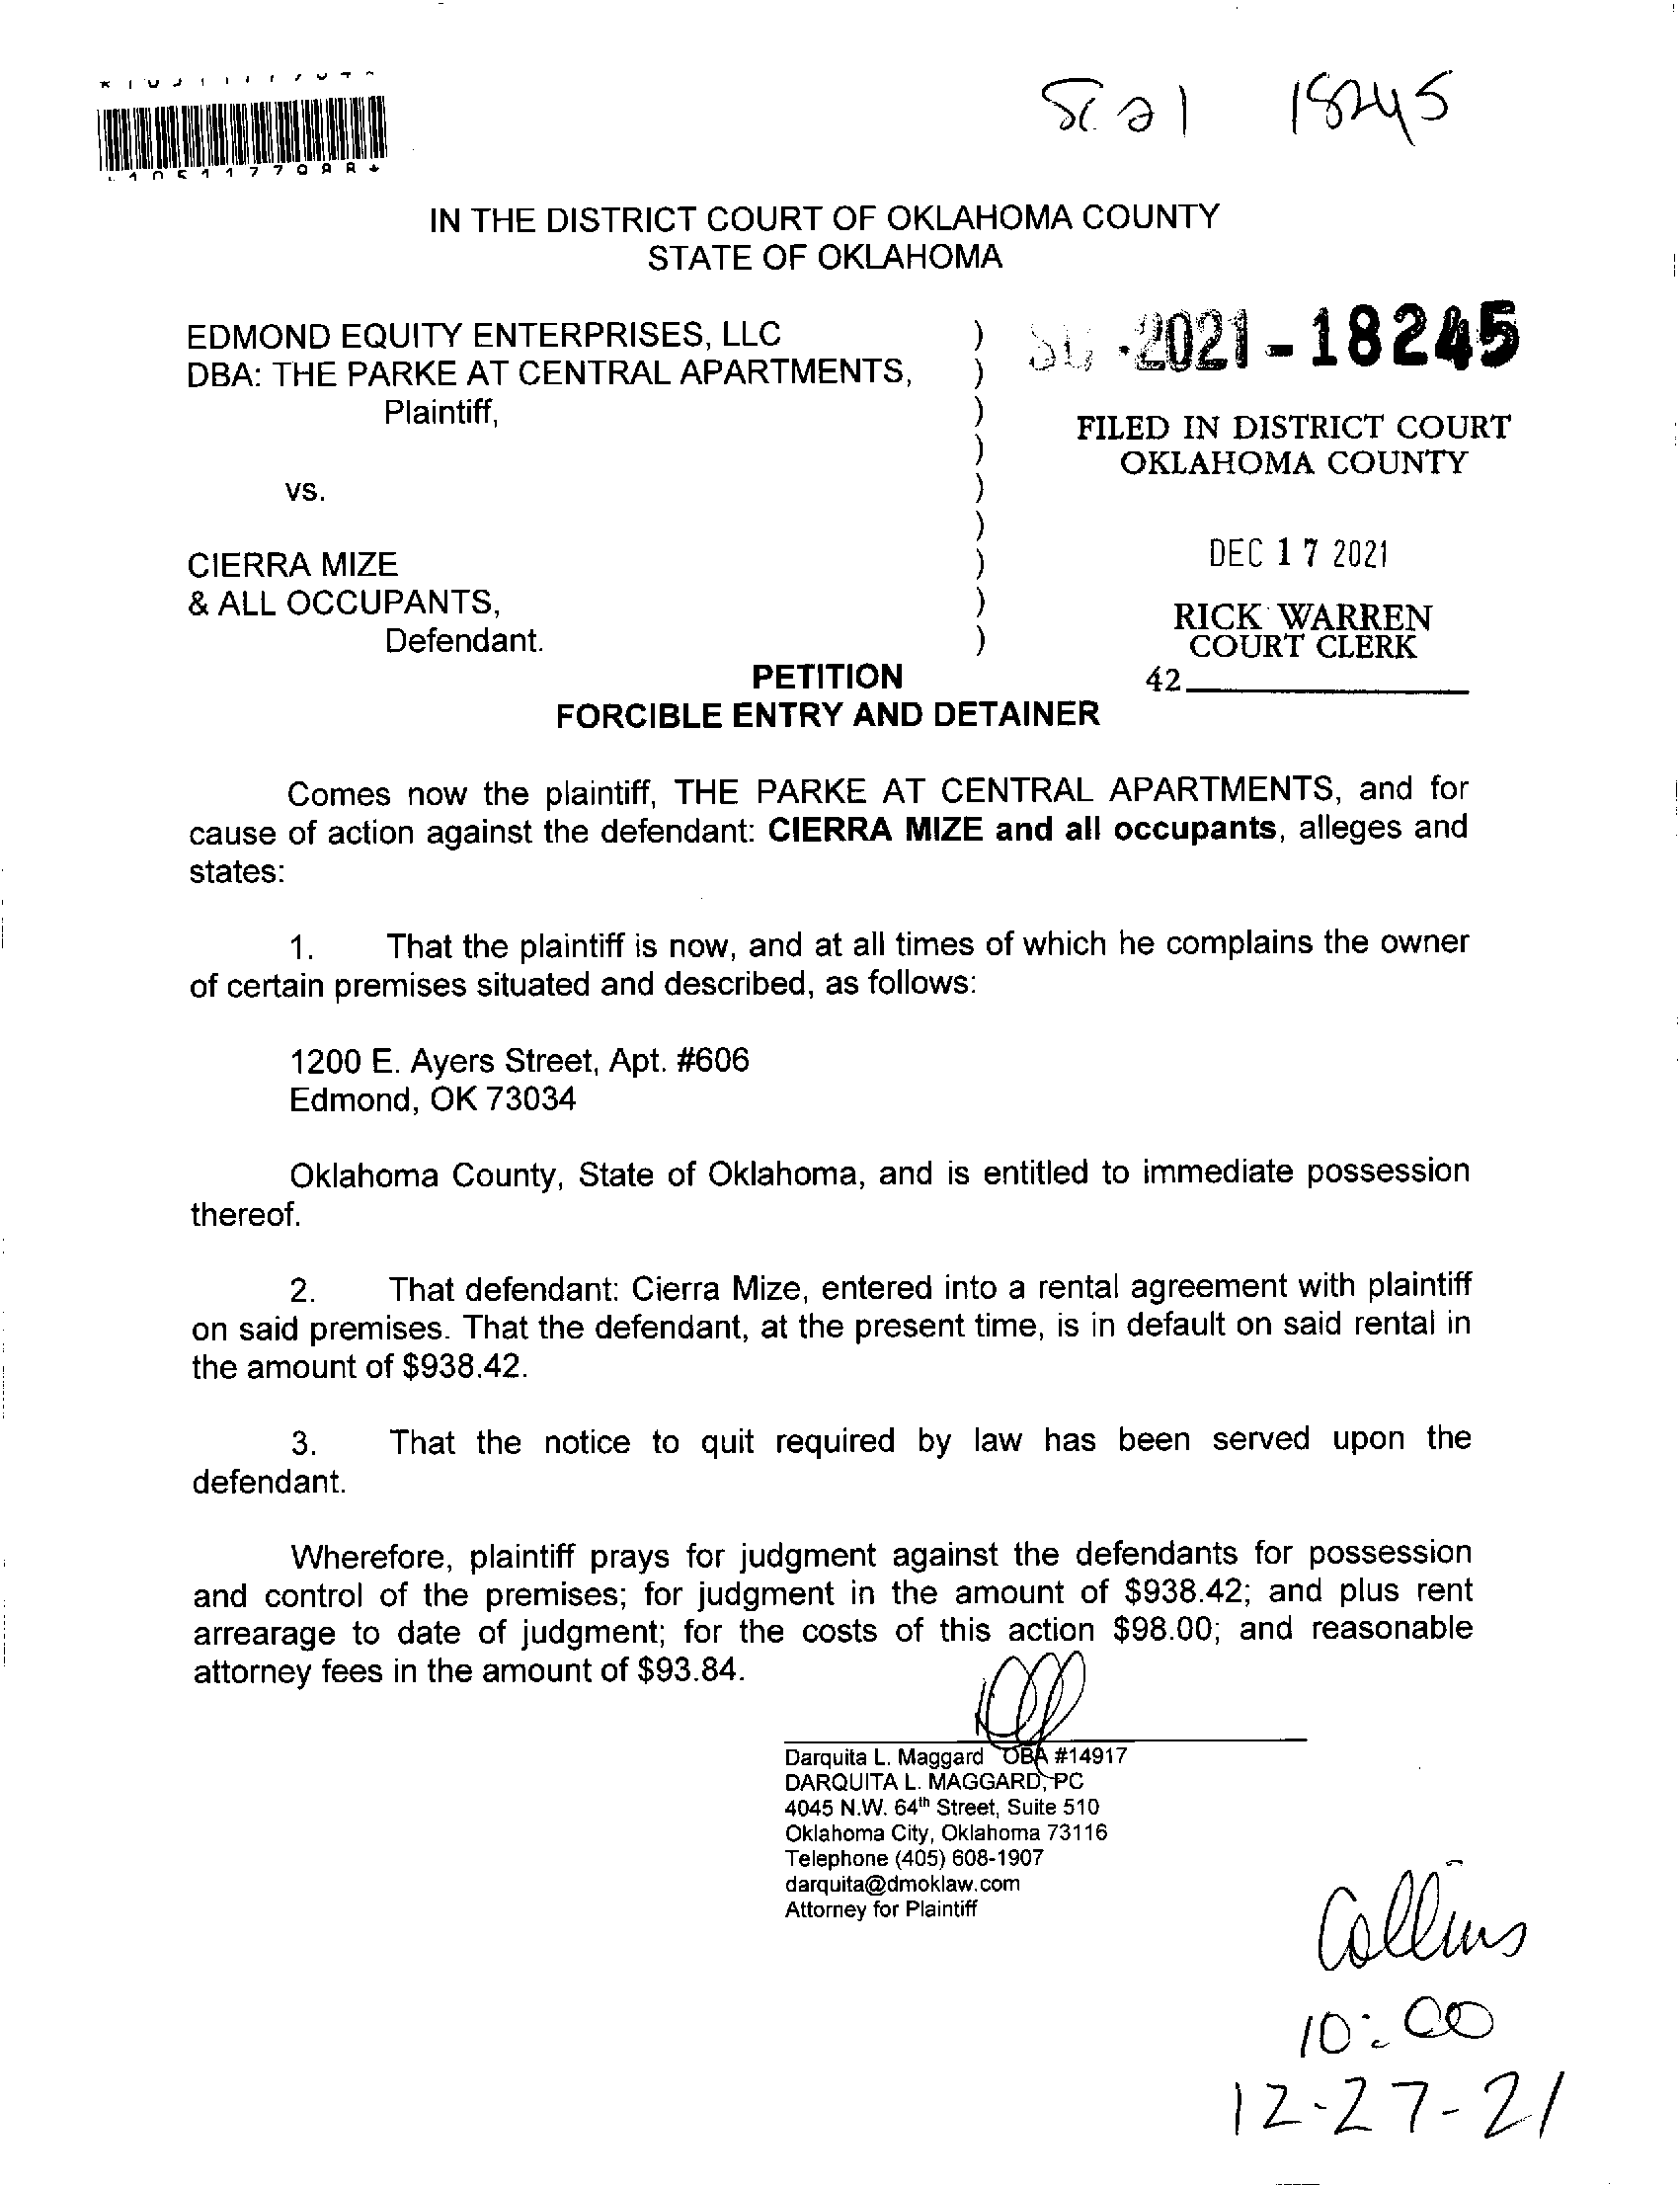 SC 21 18245
IN THE DISTRICT COURT OF OKLAHOMA COUNTY
STATE OF OKLAHOMA
EDMOND EQUITY ENTERPRISES, LLC )
DBA: THE PARKE AT CENTRAL APARTMENTS, )
Plaintiff, )
)
vs. )
)
CIERRA MIZE )
& ALL OCCUPANTS, )
Defendant. )
SC-2021-18245
FILED IN DISTRICT COURT
OKLAHOMA COUNTY
DEC 17 2021
RICK WARREN
COURT CLERK
42
PETITION
FORCIBLE ENTRY AND DETAINER
Comes now the plaintiff, THE PARKE AT CENTRAL APARTMENTS, and for
cause of action against the defendant: CIERRA MIZE and all occupants, alleges and
states:
1. That the plaintiff is now, and at all times of which he complains the owner
of certain premises situated and described, as follows:
1200 E. Ayers Street, Apt. #606
Edmond, OK 73034
Oklahoma County, State of Oklahoma, and is entitled to immediate possession
thereof.
2. That defendant: Cierra Mize, entered into a rental agreement with plaintiff
on said premises. That the defendant, at the present time, is in default on said rental in
the amount of $938.42.
3. That the notice to quit required by law has been served upon the
defendant.
Wherefore, plaintiff prays for judgment against the defendants for possession
and control of the premises; for judgment in the amount of $938.42; and plus rent
arrearage to date of judgment; for the costs of this action $98.00; and reasonable
attorney fees in the amount of $93.84.
Darquita L. Maggard OBA #14917
DARQUITA L. MAGGARD, PC
4045 N.W. 64th Street, Suite 510
Oklahoma City, Oklahoma 73116
Telephone (405) 608-1907
darquita@dmoklaw.com
Attorney for Plaintiff
Collins
10:00
12-27-21